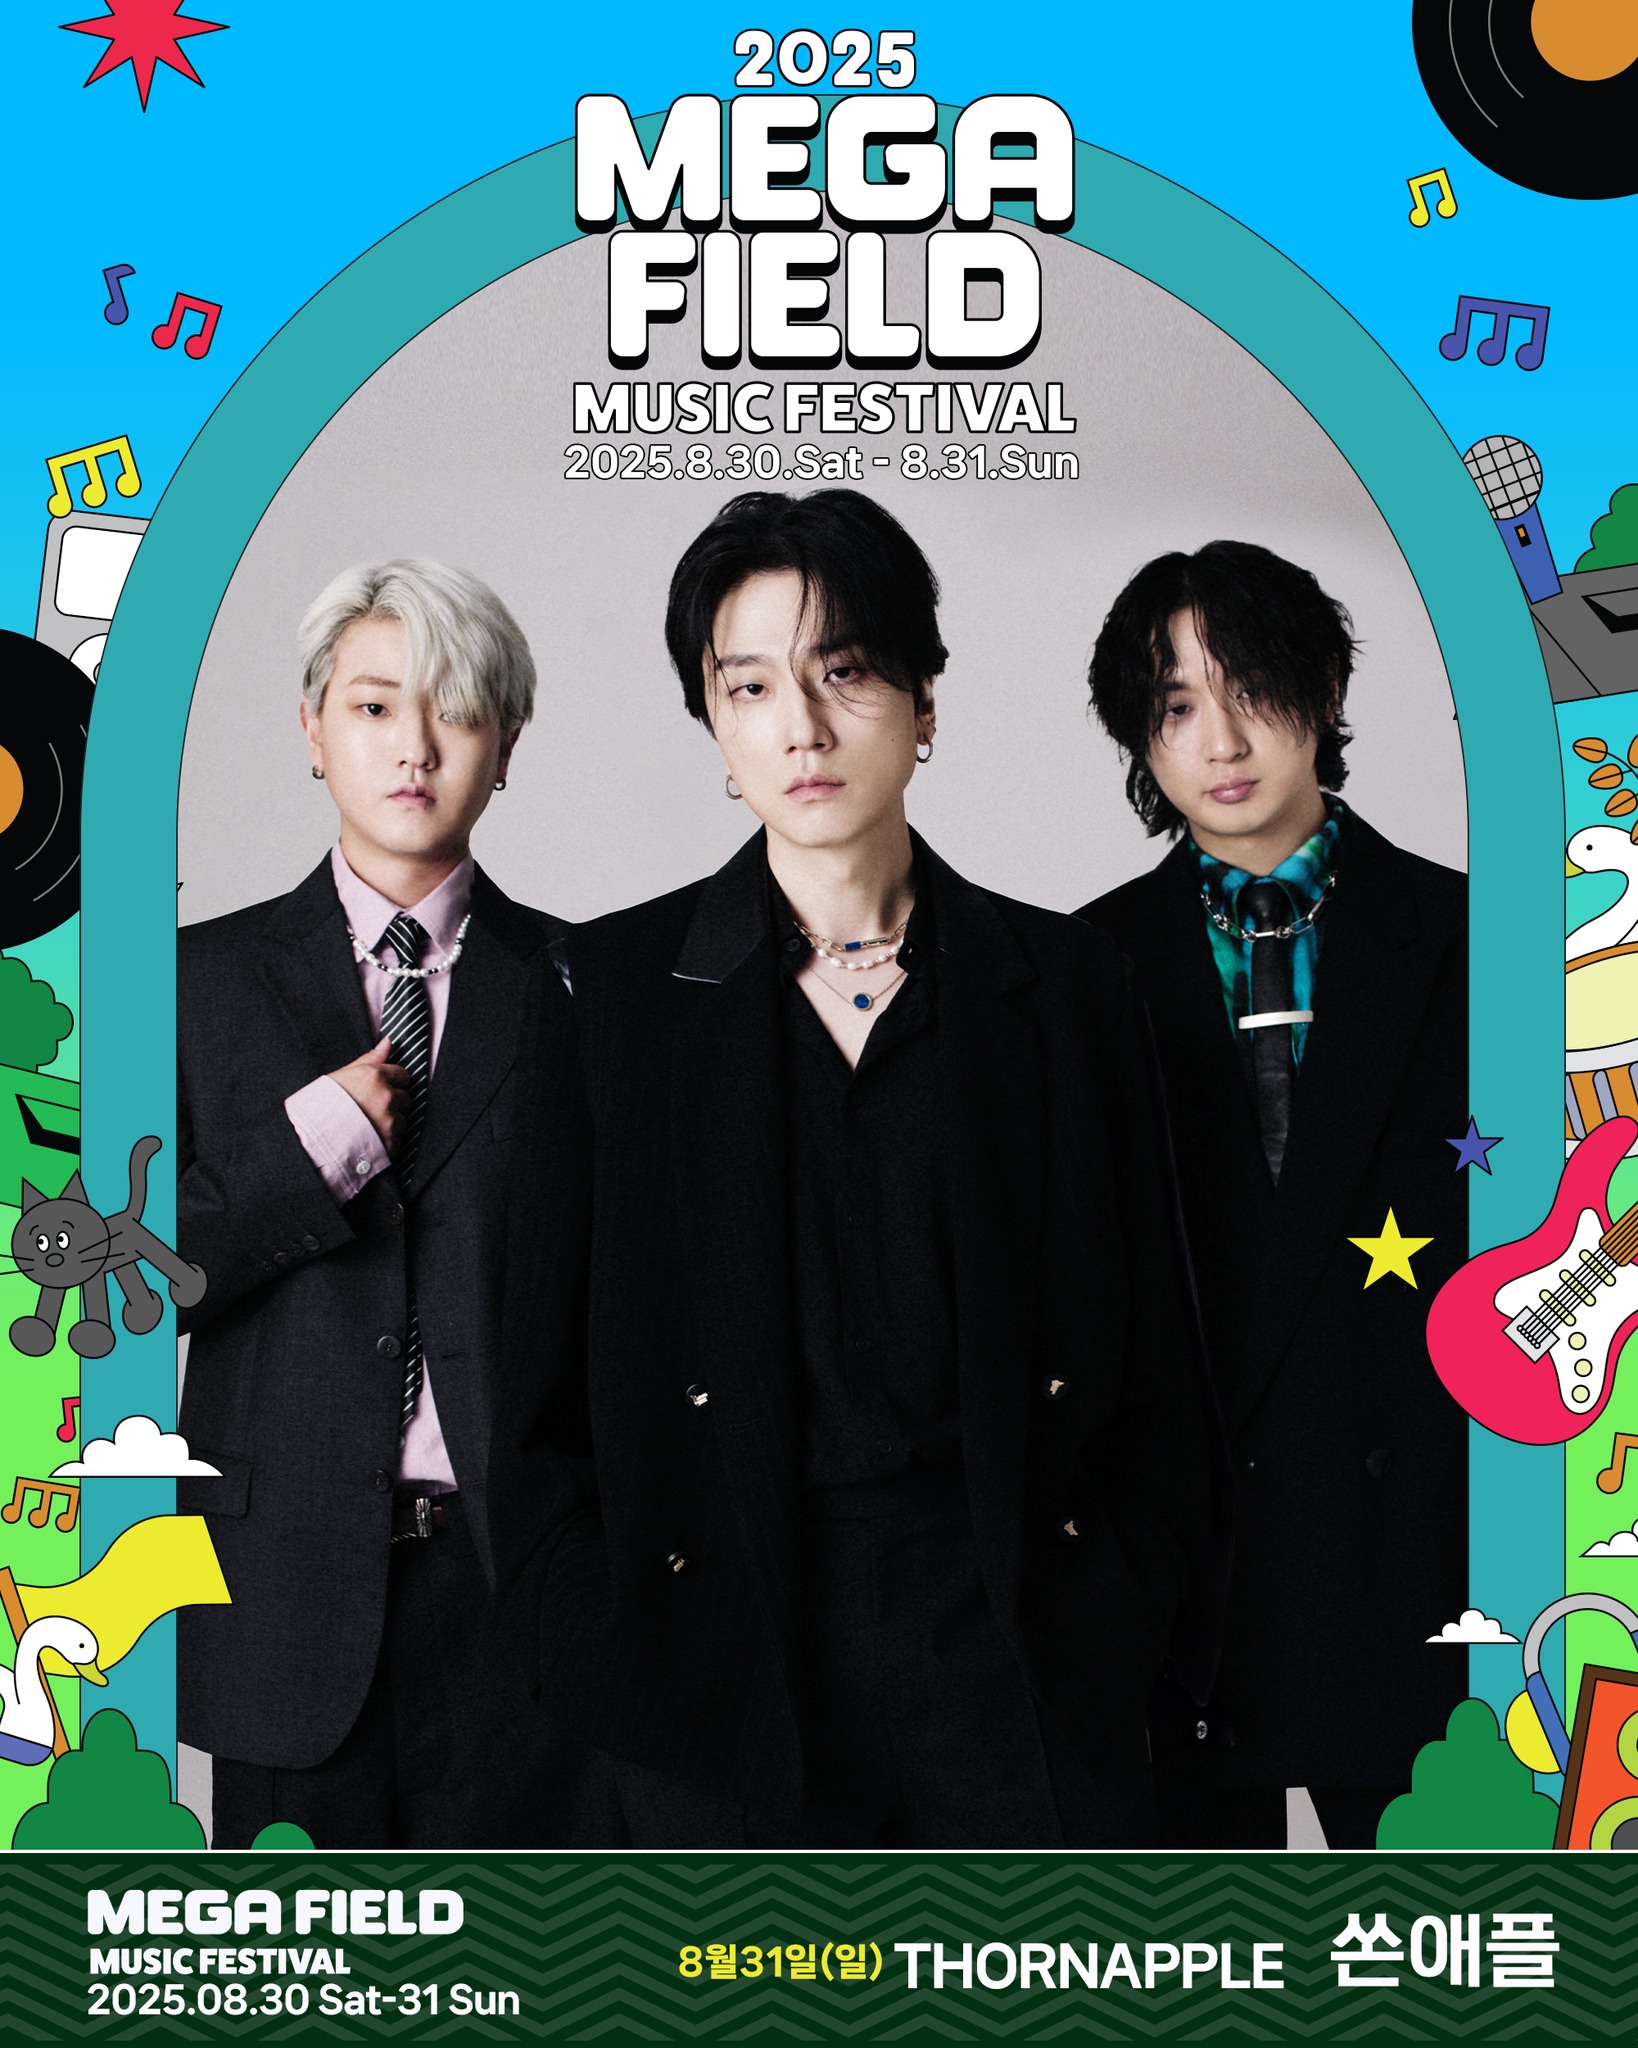 2025
MEGA
FIELD
MUSIC FESTIVAL
2025.8.30.Sat - 8.31.Sun
MEGA FIELD
MUSIC FESTIVAL
2025.08.30 Sat-31 Sun
8월31일(일) THORNAPPLE 쏜애플